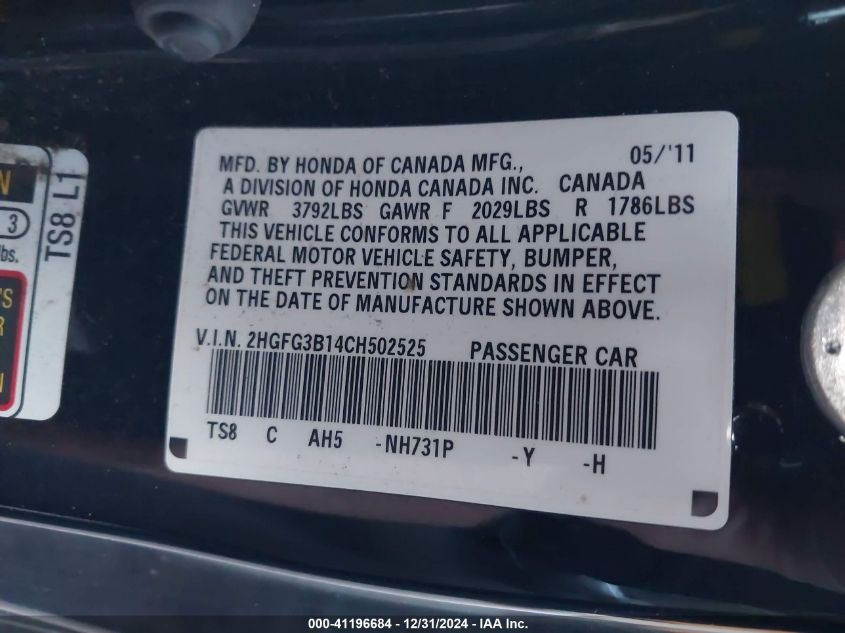 MFD. BY HONDA OF CANADA MFG., 05/'11
A DIVISION OF HONDA CANADA INC. CANADA
GVWR 3792LBS GAWR F 2029LBS R 1786LBS
THIS VEHICLE CONFORMS TO ALL APPLICABLE
FEDERAL MOTOR VEHICLE SAFETY, BUMPER,
AND THEFT PREVENTION STANDARDS IN EFFECT
ON THE DATE OF MANUFACTURE SHOWN ABOVE.
V.I.N. 2HGFG3B14CH502525 PASSENGER CAR
TS8 C AH5 -NH731P -Y -H
TS8 L1
N
3
lbs.
'S
R
N
000-41196684 - 12/31/2024 - IAA Inc.